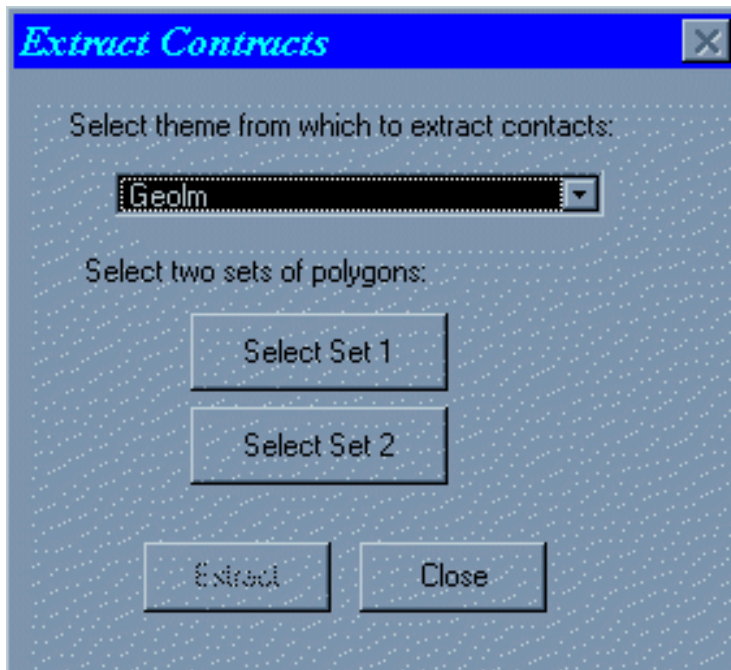 Extract Contracts
Select theme from which to extract contacts:
Geolm
Select two sets of polygons:
Select Set 1
Select Set 2
Extract Close